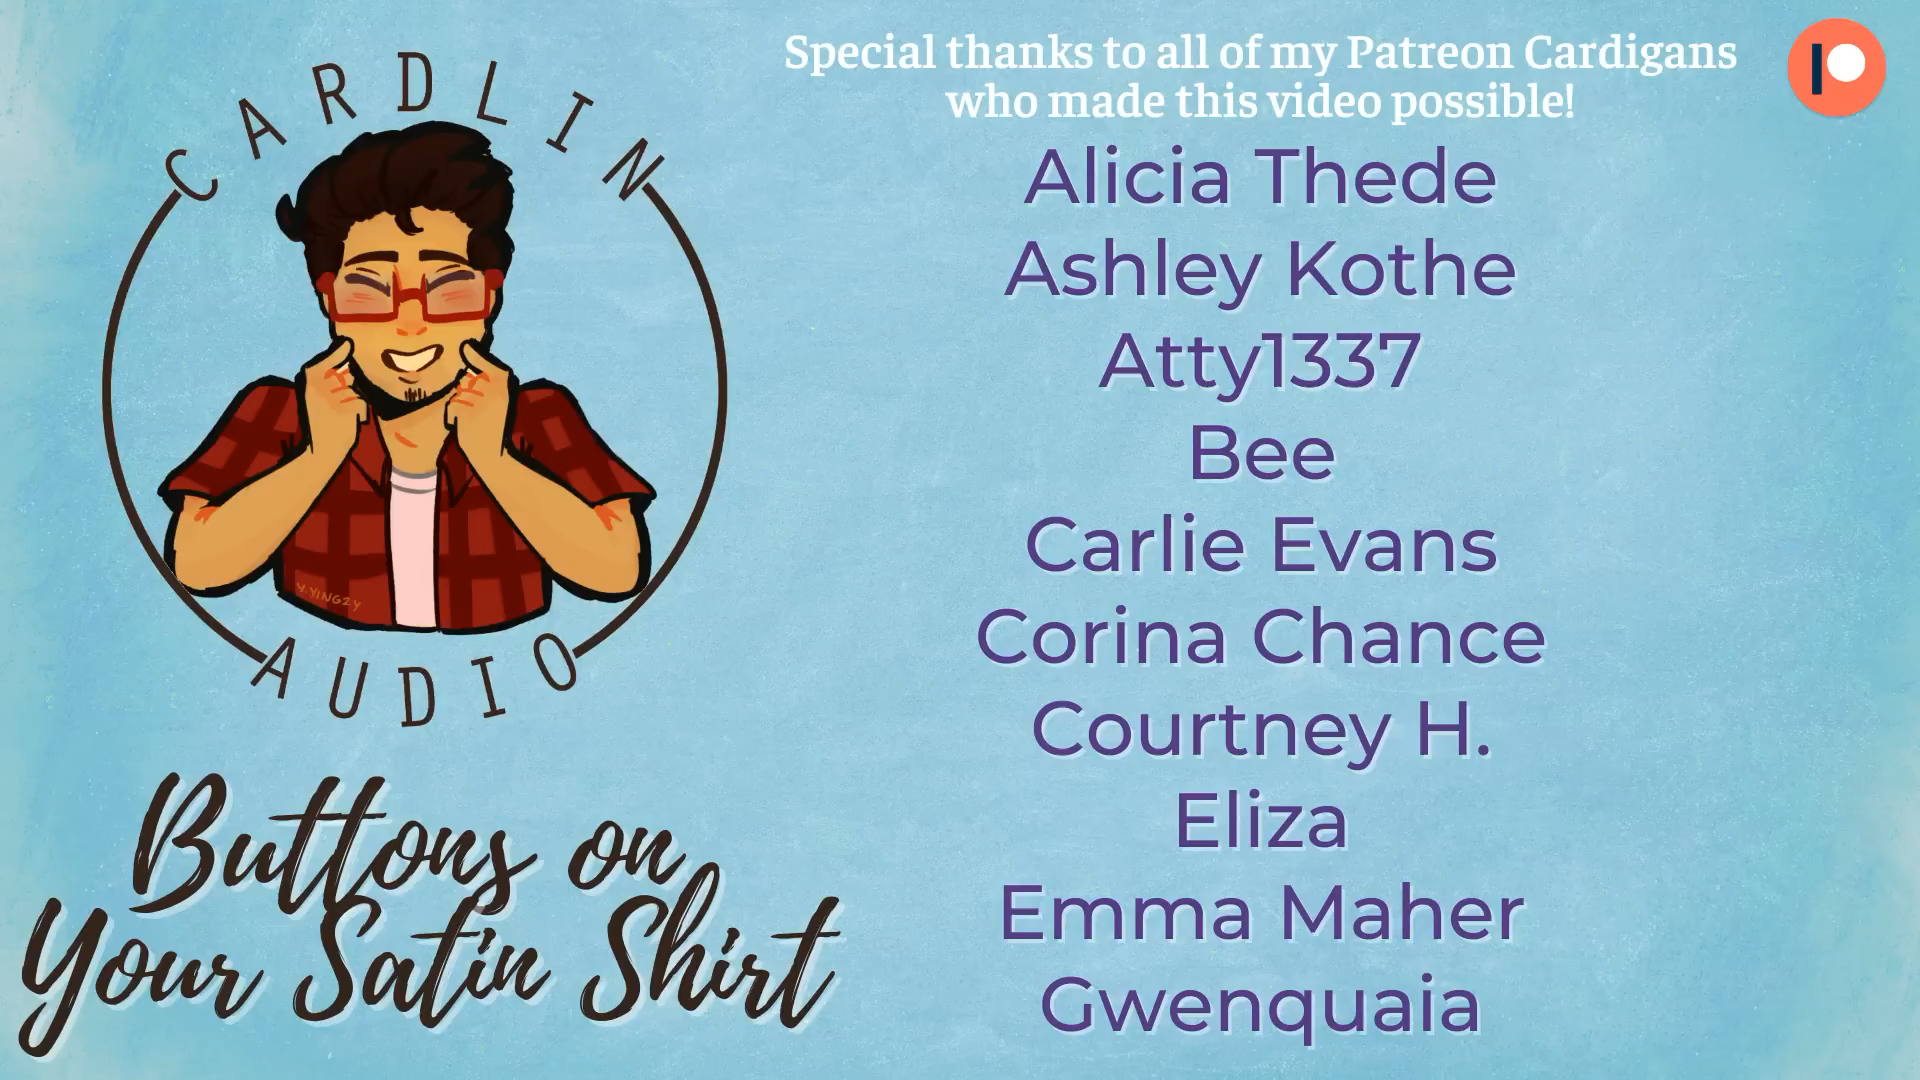 CARDLIN
AUDIO
Y.YINGZY
Buttons on
Your Satin Shirt
Special thanks to all of my Patreon Cardigans
who made this video possible!
Alicia Thede
Ashley Kothe
Atty1337
Bee
Carlie Evans
Corina Chance
Courtney H.
Eliza
Emma Maher
Gwenquaia